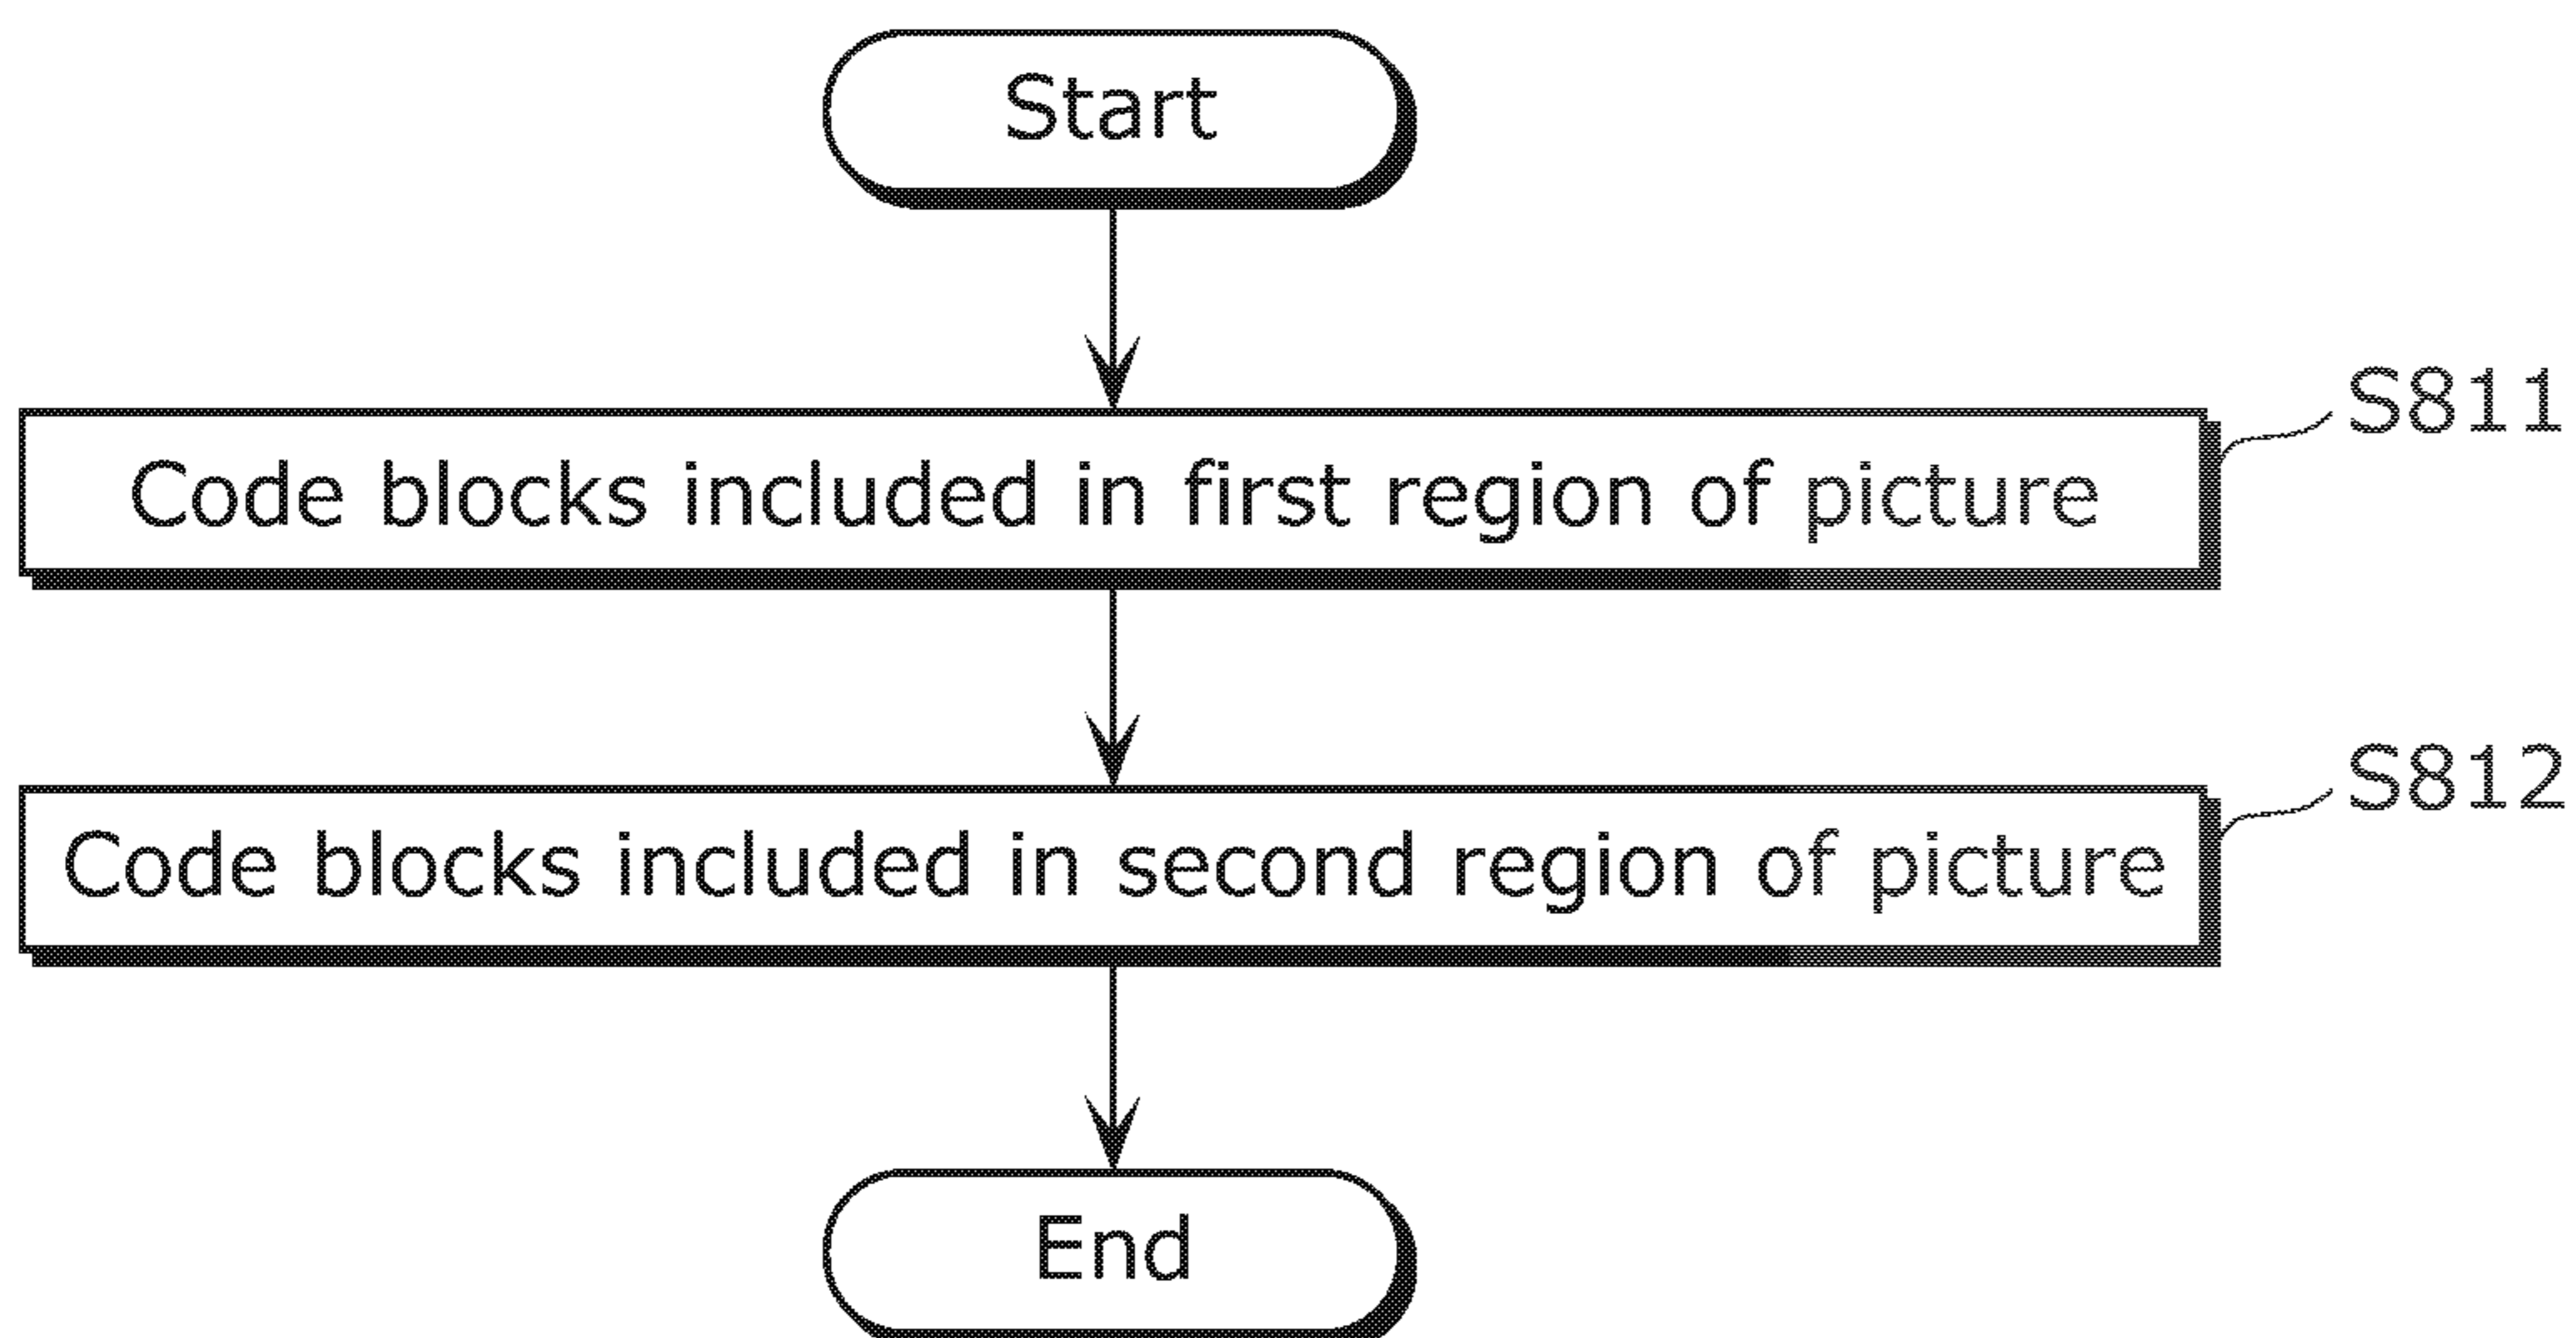 Start
S811
Code blocks included in first region of picture
S812
Code blocks included in second region of picture
End